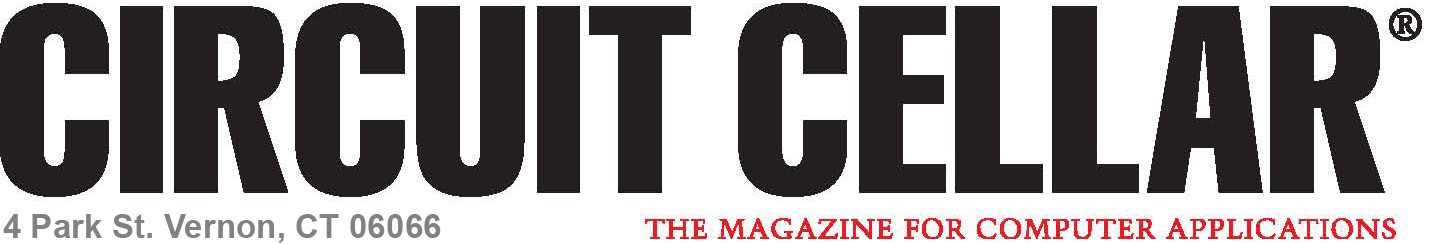 CIRCUIT CELLAR®
4 Park St. Vernon, CT 06066
THE MAGAZINE FOR COMPUTER APPLICATIONS